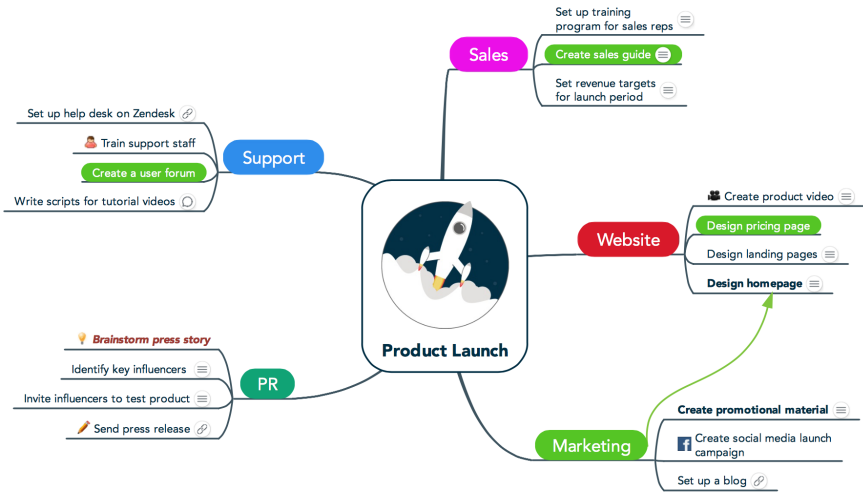 Product Launch
Sales
Set up training
program for sales reps
Create sales guide
Set revenue targets
for launch period
Website
Create product video
Design pricing page
Design landing pages
Design homepage
Marketing
Create promotional material
Create social media launch
campaign
Set up a blog
PR
Brainstorm press story
Identify key influencers
Invite influencers to test product
Send press release
Support
Set up help desk on Zendesk
Train support staff
Create a user forum
Write scripts for tutorial videos